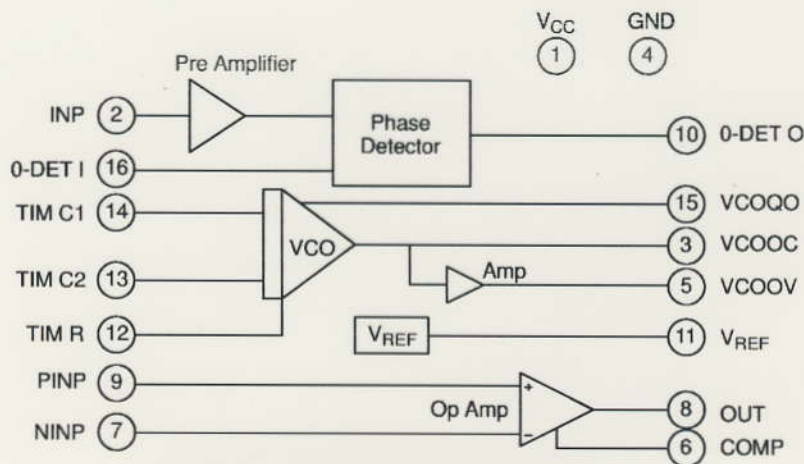 VCC GND
1 4
Pre Amplifier
INP 2
Phase
Detector
10 0-DET O
0-DET I 16
TIM C1 14
15 VCOQO
VCO
3 VCOOC
TIM C2 13
Amp
5 VCOOV
TIM R 12
VREF
11 VREF
PINP 9
+
Op Amp
8 OUT
NINP 7
−
6 COMP